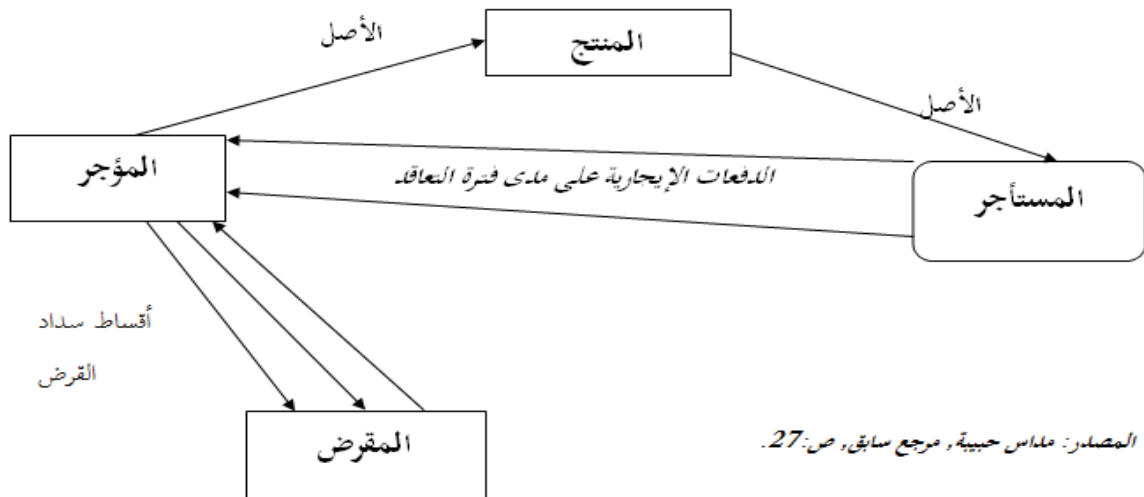 المنتج
الأصل
الأصل
المؤجر
الدفعات الإيجارية على مدى فترة التعاقد
المستأجر
أقساط سداد
القرض
المقرض
المصدر: مداس حبيبة, مرجع سابق, ص:27.